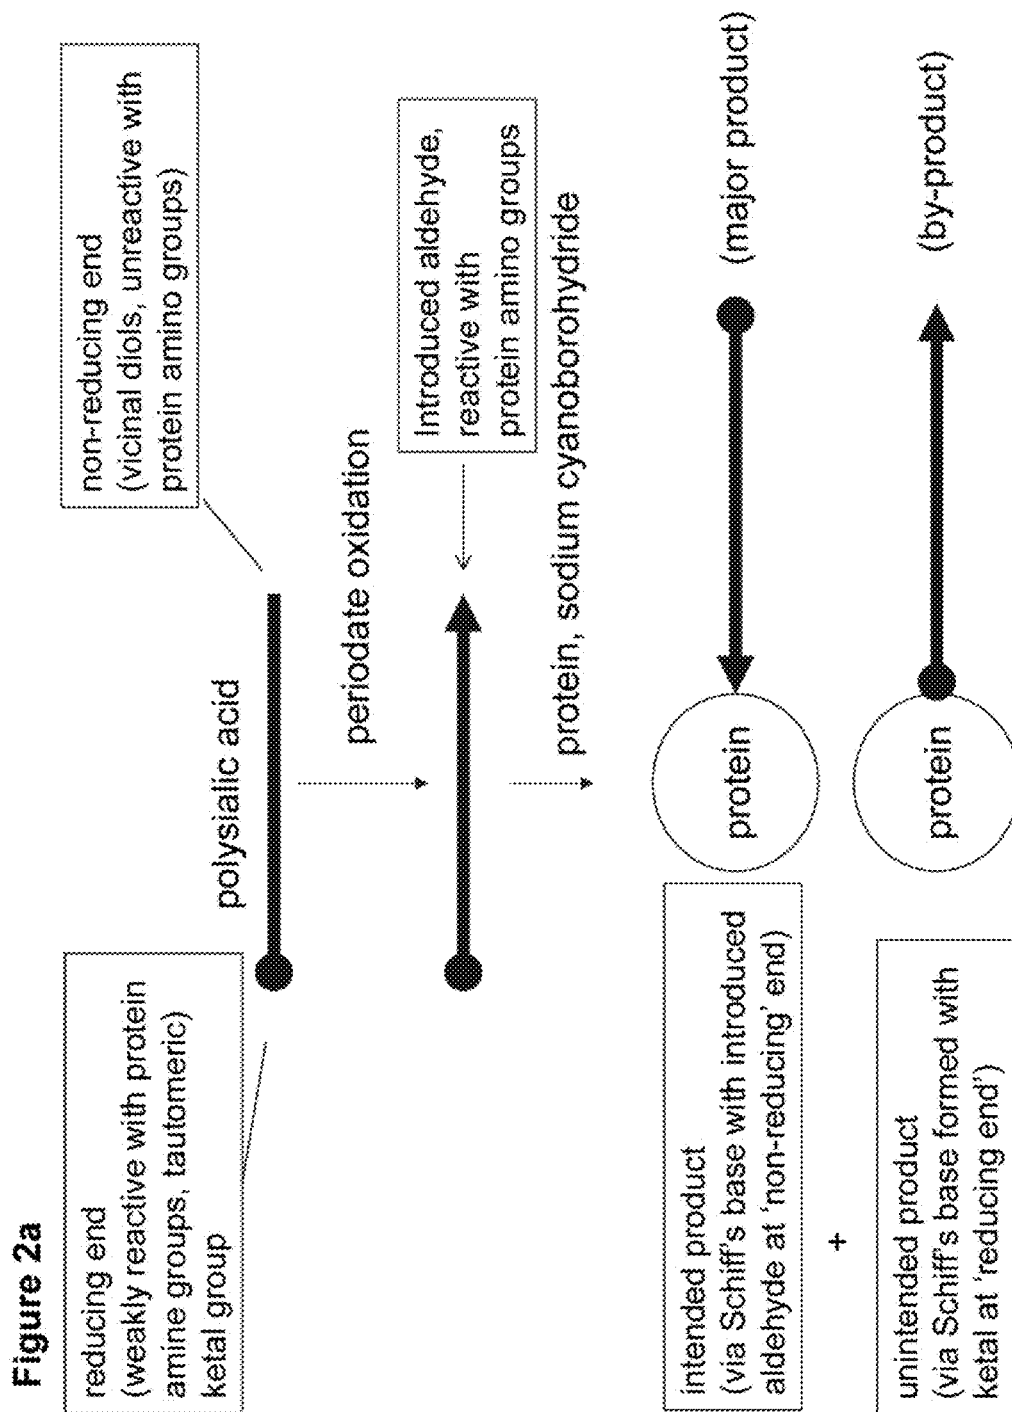 Figure 2a
reducing end
(weakly reactive with protein
amine groups, tautomeric)
ketal group
non-reducing end
(vicinal diols, unreactive with
protein amino groups)
polysialic acid
periodate oxidation
Introduced aldehyde,
reactive with
protein amino groups
protein, sodium cyanoborohydride
intended product
(via Schiff's base with introduced
aldehyde at 'non-reducing' end)
protein
(major product)
+
unintended product
(via Schiff's base formed with
ketal at 'reducing end')
protein
(by-product)